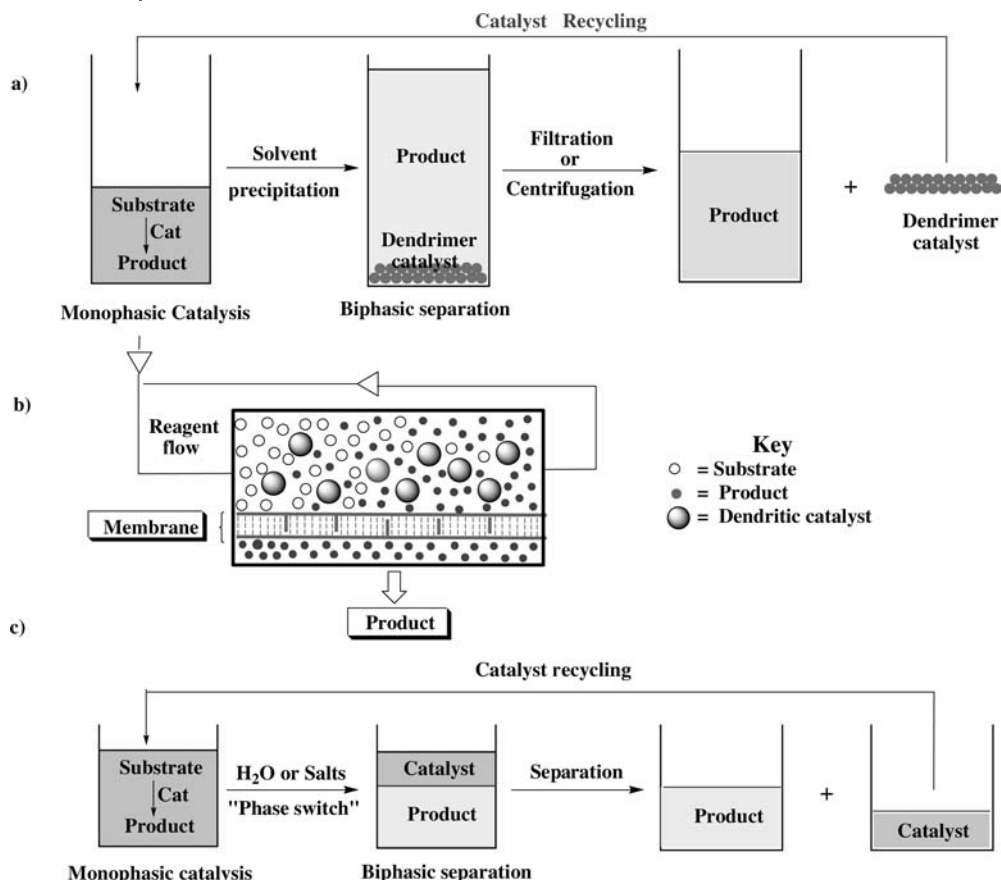 Catalyst Recycling
a)
Solvent
precipitation
Product
Filtration
or
Centrifugation
Substrate
Cat
Product
Product
+
Dendrimer
catalyst
Dendrimer
catalyst
Monophasic Catalysis
Biphasic separation
b)
Reagent
flow
Key
= Substrate
= Product
= Dendritic catalyst
Membrane
Product
c)
Catalyst recycling
Substrate
Cat
Product
H₂O or Salts
"Phase switch"
Catalyst
Product
Separation
Product
+
Catalyst
Monophasic catalysis
Biphasic separation